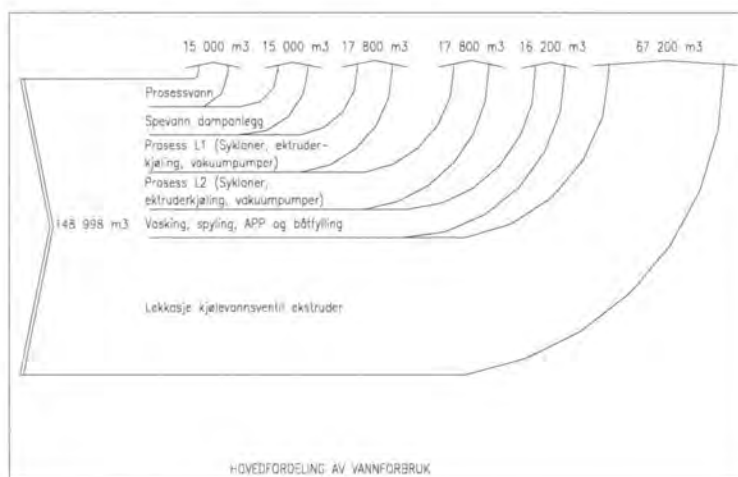 15 000 m3 15 000 m3 17 800 m3 17 800 m3 16 200 m3 67 200 m3
Prosessvann
Spevann dampanlegg
Prosess L1 (Sykloner, ektruder-
kjøling, vakuumpumper)
Prosess L2 (Sykloner,
ektruderkjøling, vakuumpumper)
148 998 m3
Vasking, spyling, APP og båtfylling
Lekkasje kjølevannsventil ekstruder
HOVEDFORDELING AV VANNFORBRUK